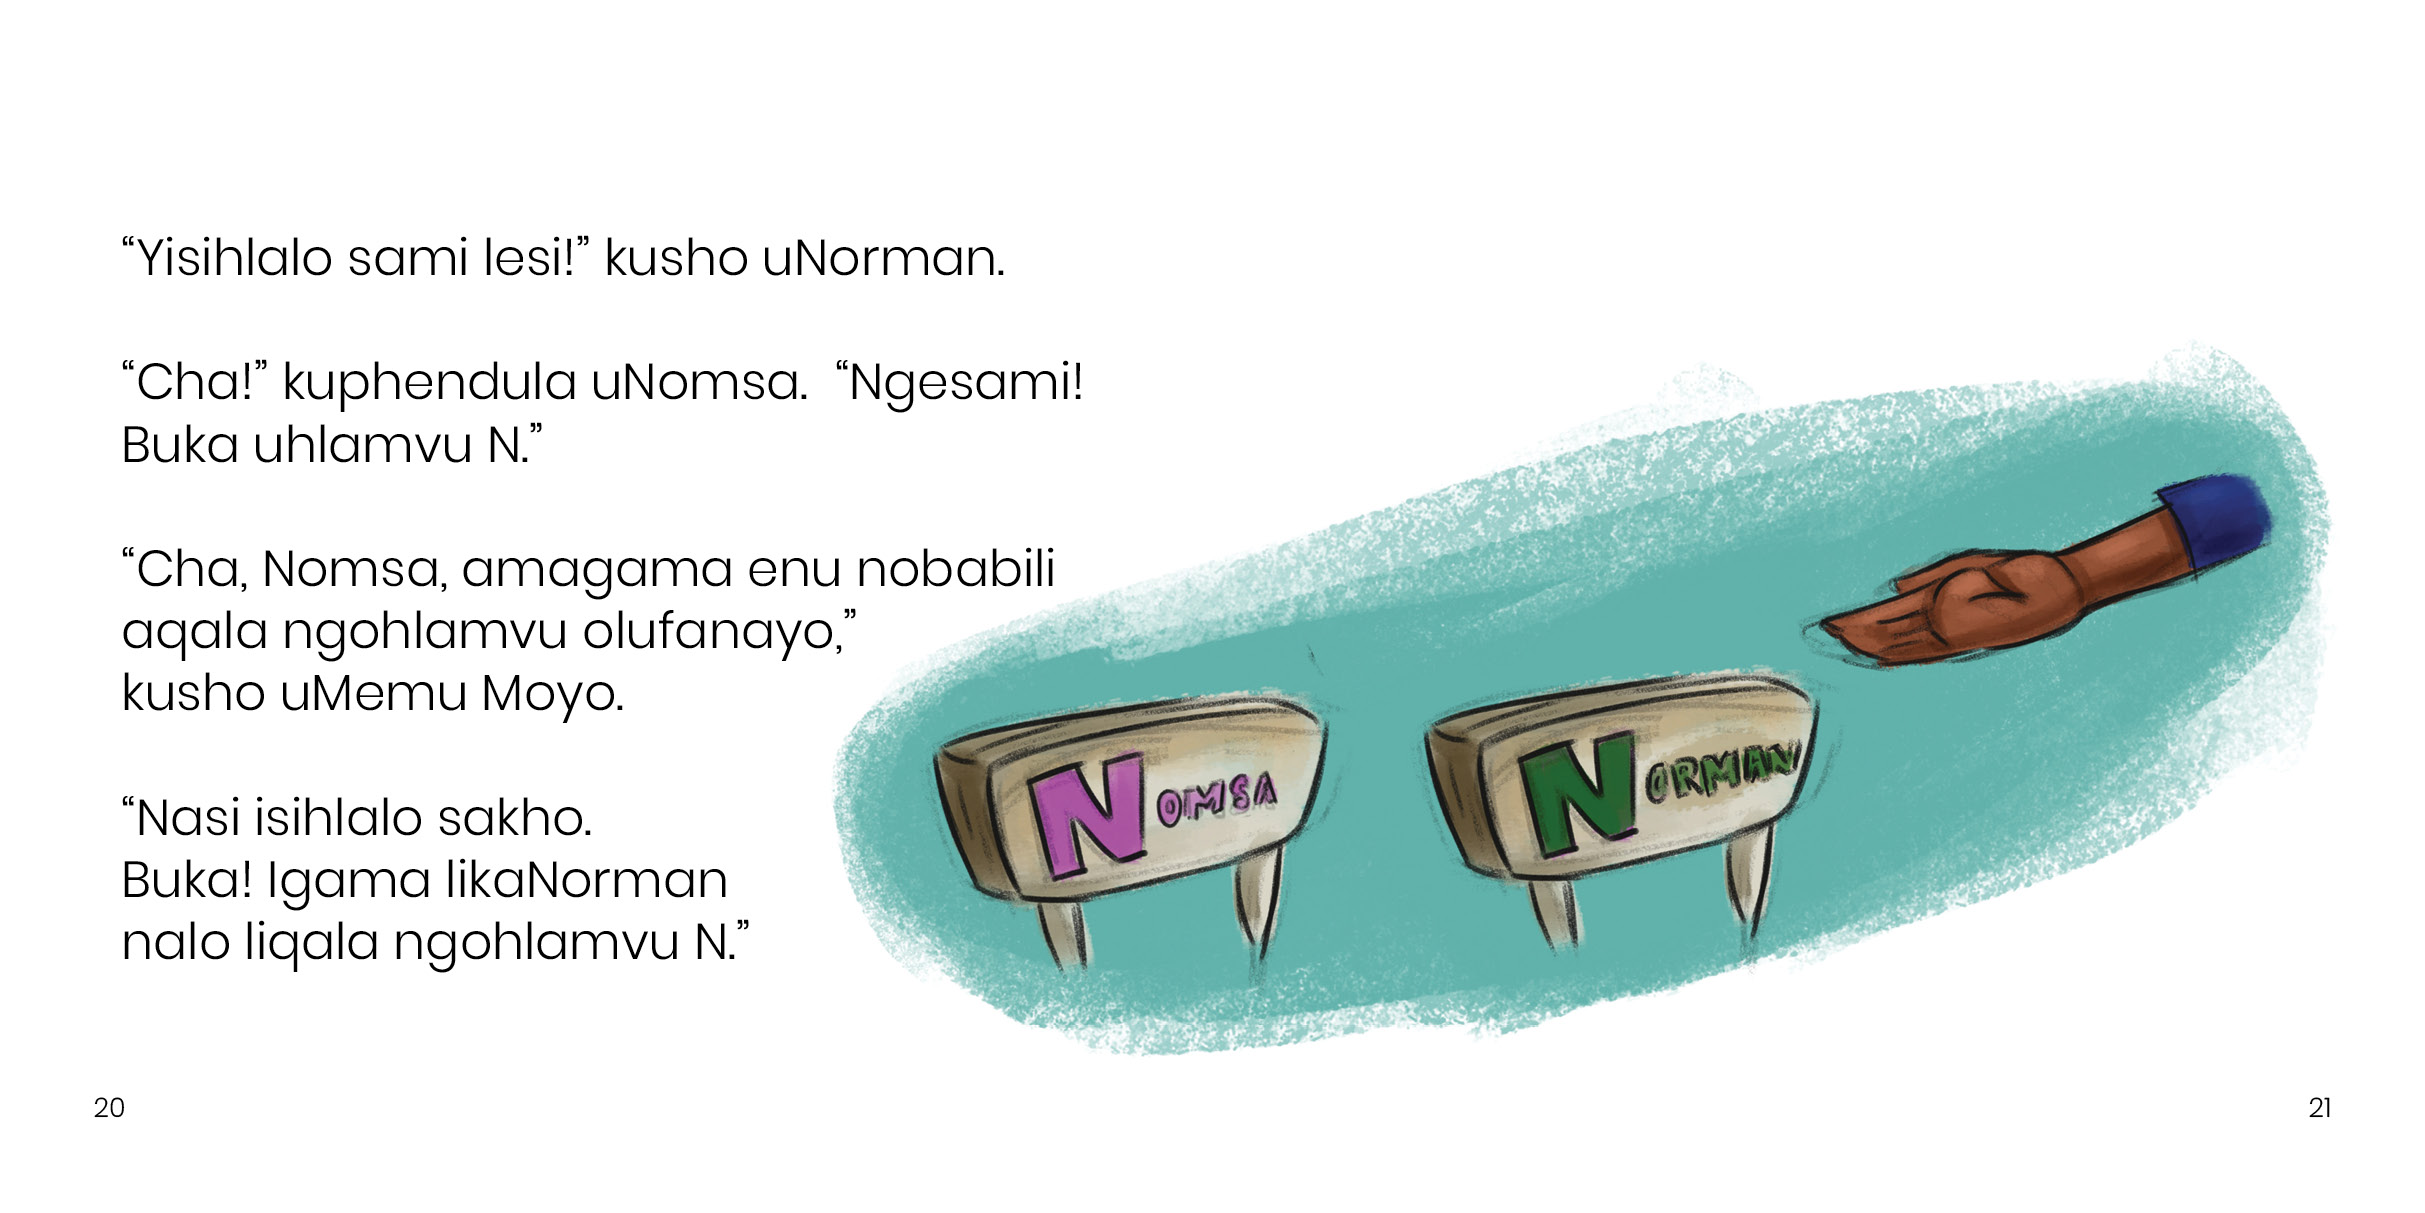 “Yisihlalo sami lesi!” kusho uNorman.
“Cha!” kuphendula uNomsa.  “Ngesami!
Buka uhlamvu N.”
“Cha, Nomsa, amagama enu nobabili
aqala ngohlamvu olufanayo,”
kusho uMemu Moyo.
“Nasi isihlalo sakho.
Buka! Igama likaNorman
nalo liqala ngohlamvu N.”
NOMSA
NORMAN
20
21